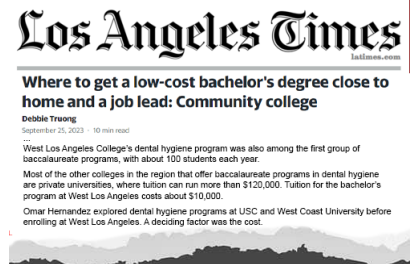 Los Angeles Times
latimes.com
Where to get a low-cost bachelor's degree close to
home and a job lead: Community college
Debbie Truong
September 25, 2023 · 10 min read
...
West Los Angeles College's dental hygiene program was also among the first group of
baccalaureate programs, with about 100 students each year.
Most of the other colleges in the region that offer baccalaureate programs in dental hygiene
are private universities, where tuition can run more than $120,000. Tuition for the bachelor's
program at West Los Angeles costs about $10,000.
Omar Hernandez explored dental hygiene programs at USC and West Coast University before
enrolling at West Los Angeles. A deciding factor was the cost.